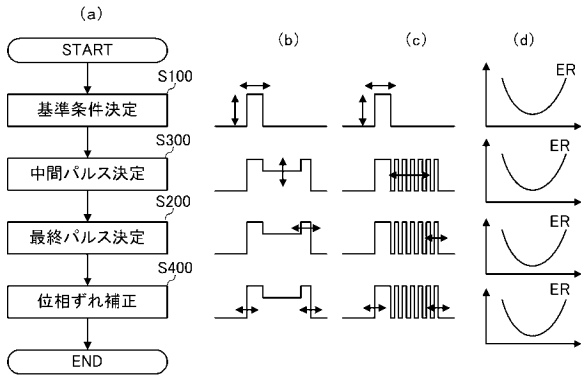 (a)
(b)
(c)
(d)
START
S100
基準条件決定
ER
S300
中間パルス決定
ER
S200
最終パルス決定
ER
S400
位相ずれ補正
ER
END